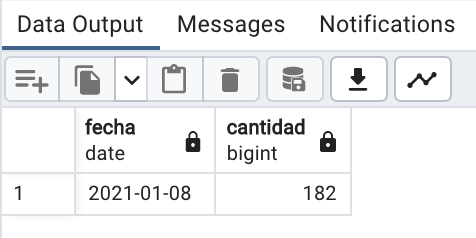 Data Output Messages Notifications
fecha cantidad
date bigint
1 2021-01-08 182